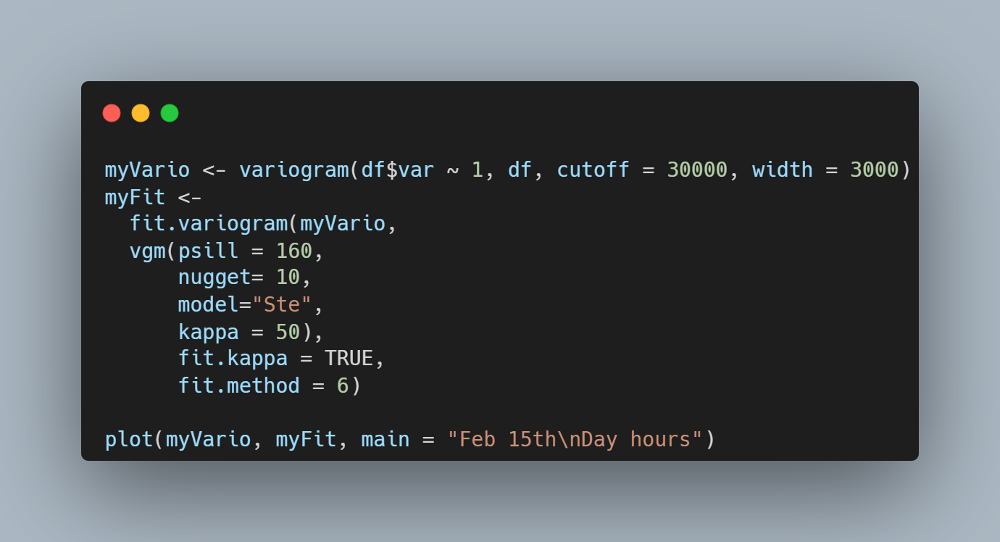 myVario <- variogram(df$var ~ 1, df, cutoff = 30000, width = 3000)
myFit <-
  fit.variogram(myVario,
  vgm(psill = 160,
      nugget= 10,
      model="Ste",
      kappa = 50),
      fit.kappa = TRUE,
      fit.method = 6)

plot(myVario, myFit, main = "Feb 15th\nDay hours")